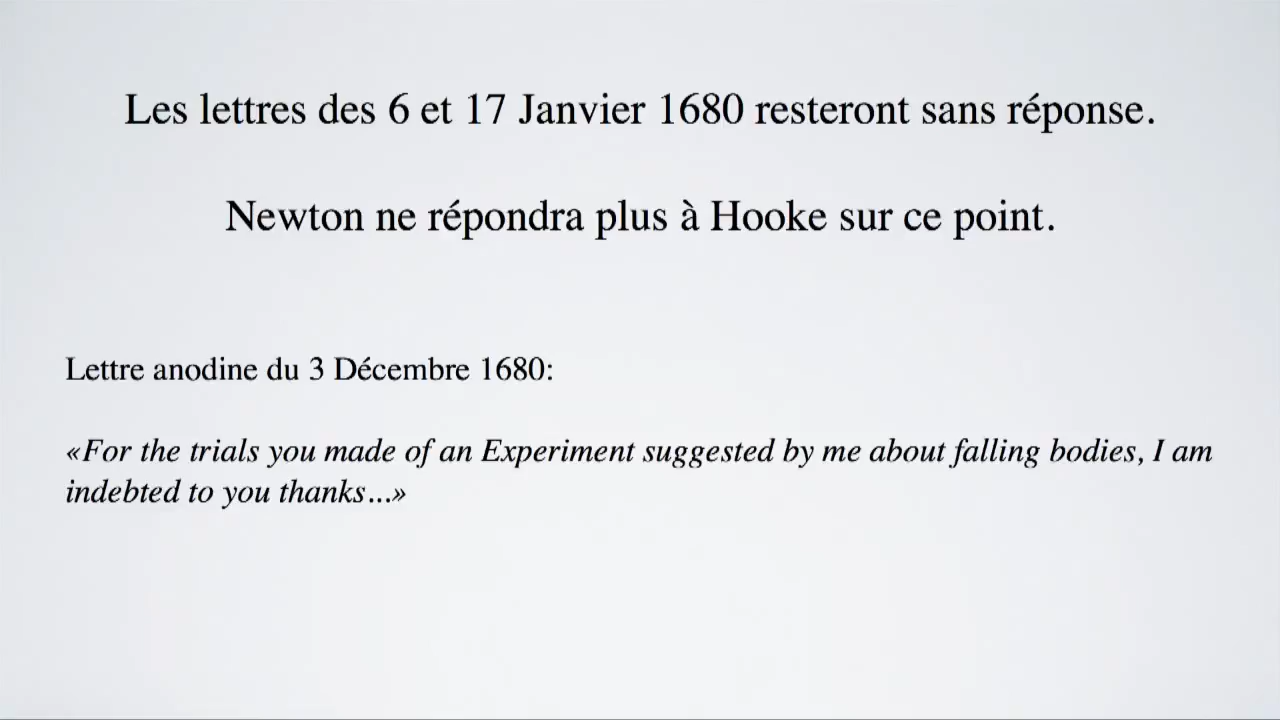 Les lettres des 6 et 17 Janvier 1680 resteront sans réponse.
Newton ne répondra plus à Hooke sur ce point.
Lettre anodine du 3 Décembre 1680:
«For the trials you made of an Experiment suggested by me about falling bodies, I am
indebted to you thanks...»